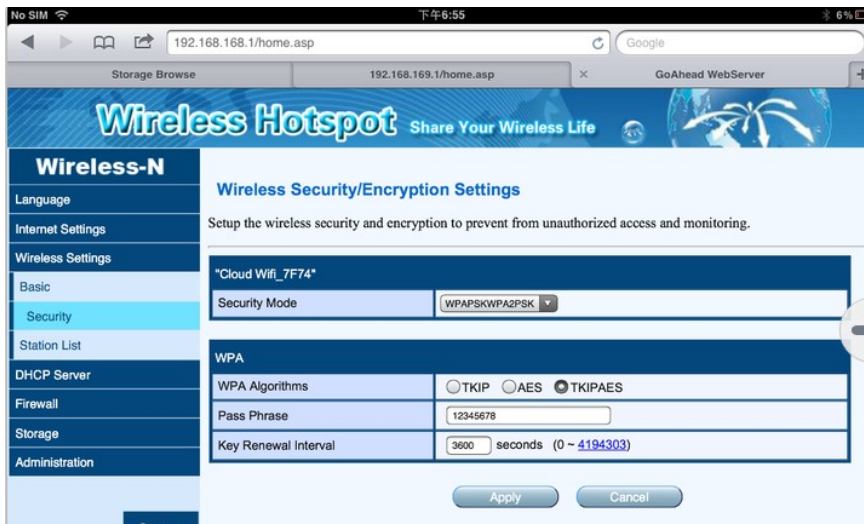 No SIM 下午6:55 6%
192.168.168.1/home.asp Google
Storage Browse 192.168.169.1/home.asp GoAhead WebServer
Wireless Hotspot Share Your Wireless Life
Wireless-N
Language
Internet Settings
Wireless Settings
Basic
Security
Station List
DHCP Server
Firewall
Storage
Administration
Wireless Security/Encryption Settings
Setup the wireless security and encryption to prevent from unauthorized access and monitoring.
"Cloud Wifi_7F74"
Security Mode WPAPSKWPA2PSK
WPA
WPA Algorithms TKIP AES TKIPAES
Pass Phrase 12345678
Key Renewal Interval 3600 seconds (0 ~ 4194303)
Apply Cancel